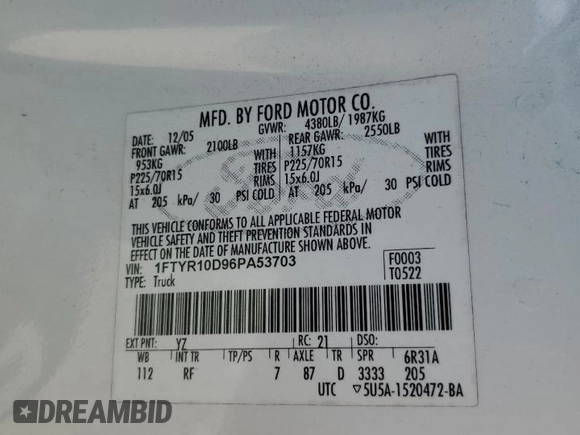 MFD. BY FORD MOTOR CO.
DATE: 12/05 GVWR: 4380LB/ 1987KG
FRONT GAWR: 2100LB REAR GAWR: 2550LB
953KG WITH 1157KG WITH
P225/70R15 TIRES P225/70R15 TIRES
15x6.0J RIMS 15x6.0J RIMS
AT 205 kPa/ 30 PSI COLD AT 205 kPa/ 30 PSI COLD
THIS VEHICLE CONFORMS TO ALL APPLICABLE FEDERAL MOTOR
VEHICLE SAFETY AND THEFT PREVENTION STANDARDS IN
EFFECT ON THE DATE OF MANUFACTURE SHOWN ABOVE.
VIN: 1FTYR10D96PA53703 F0003
TYPE: Truck T0522
EXT PNT: YZ RC: 21 DSO:
WB INT TR TP/PS R AXLE TR SPR 6R31A
112 RF 7 87 D 3333 205
UTC ▽5U5A-1520472-BA
Ford
DREAMBID